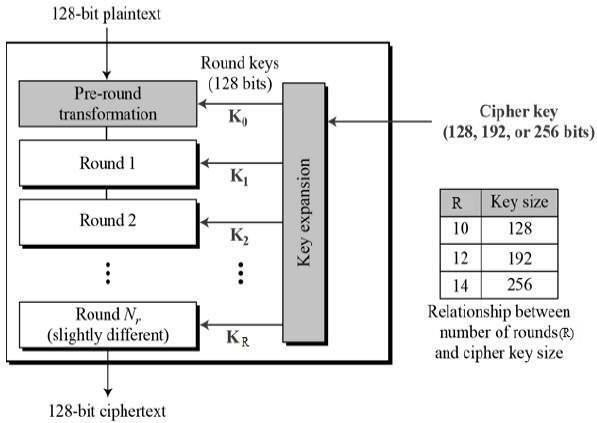 128-bit plaintext
Round keys
(128 bits)
Pre-round
transformation
K0
Cipher key
(128, 192, or 256 bits)
Round 1
K1
Round 2
K2
Key expansion
Round Nr
(slightly different)
KR
128-bit ciphertext
R Key size
10 128
12 192
14 256
Relationship between
number of rounds(R)
and cipher key size